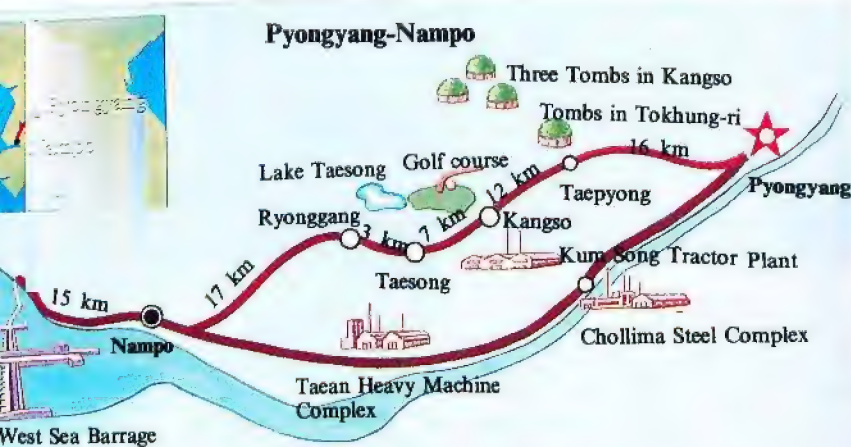 Pyongyang-Nampo
Three Tombs in Kangso
Tombs in Tokhung-ri
16 km
Pyongyang
Lake Taesong
Golf course
12 km
Taepyong
Ryonggang
3 km
7 km
Kangso
Taesong
Kum Song Tractor Plant
17 km
15 km
Nampo
Chollima Steel Complex
Taean Heavy Machine
Complex
West Sea Barrage
Pyongyang
Nampo